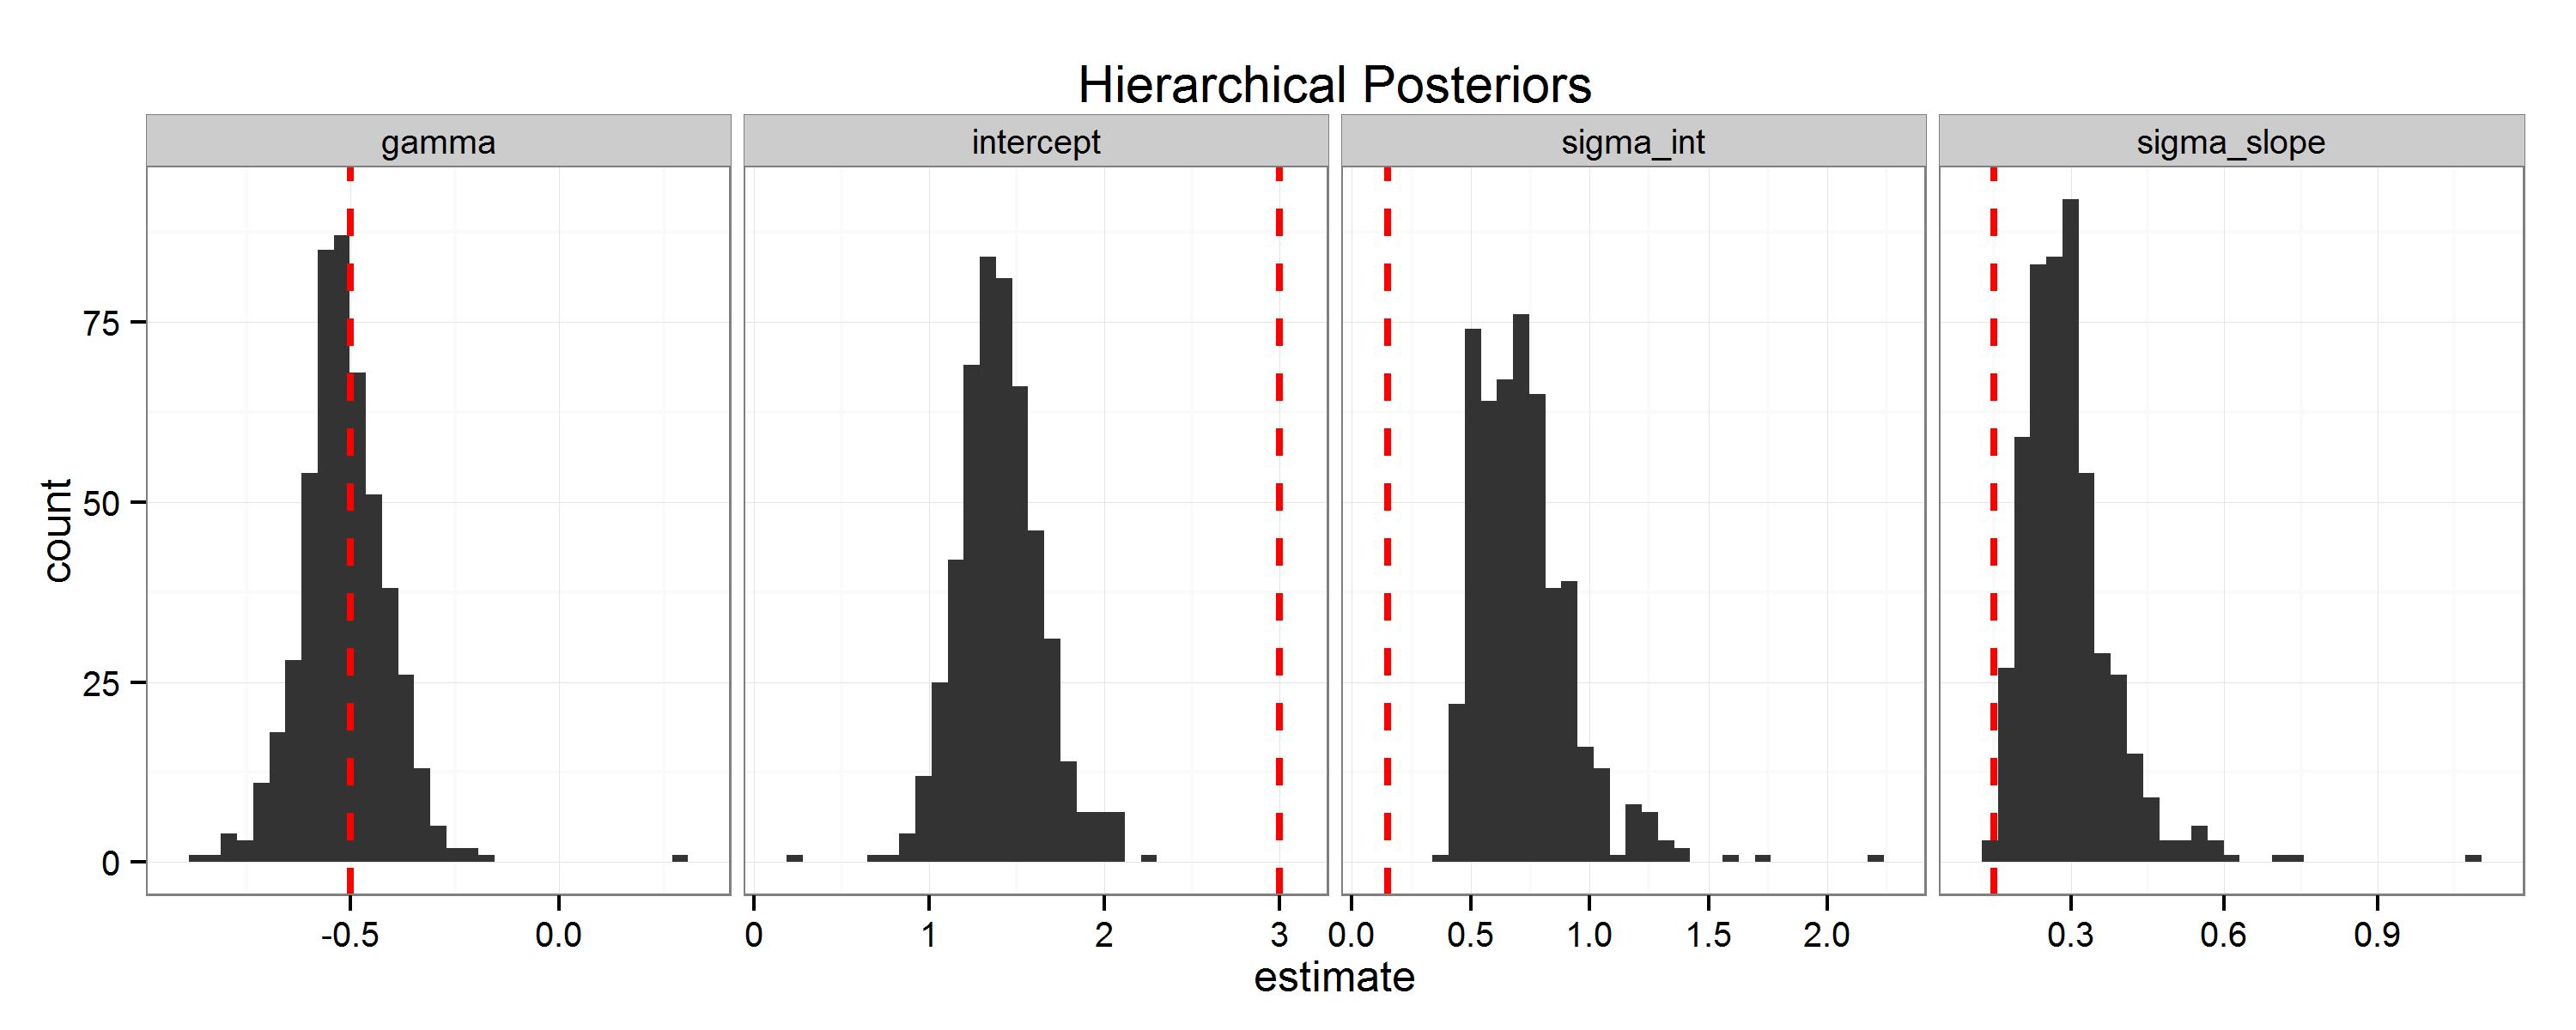 Hierarchical Posteriors
gamma intercept sigma_int sigma_slope
count
75
50
25
0
-0.5 0.0 0 1 2 3 0.0 0.5 1.0 1.5 2.0 0.3 0.6 0.9
estimate